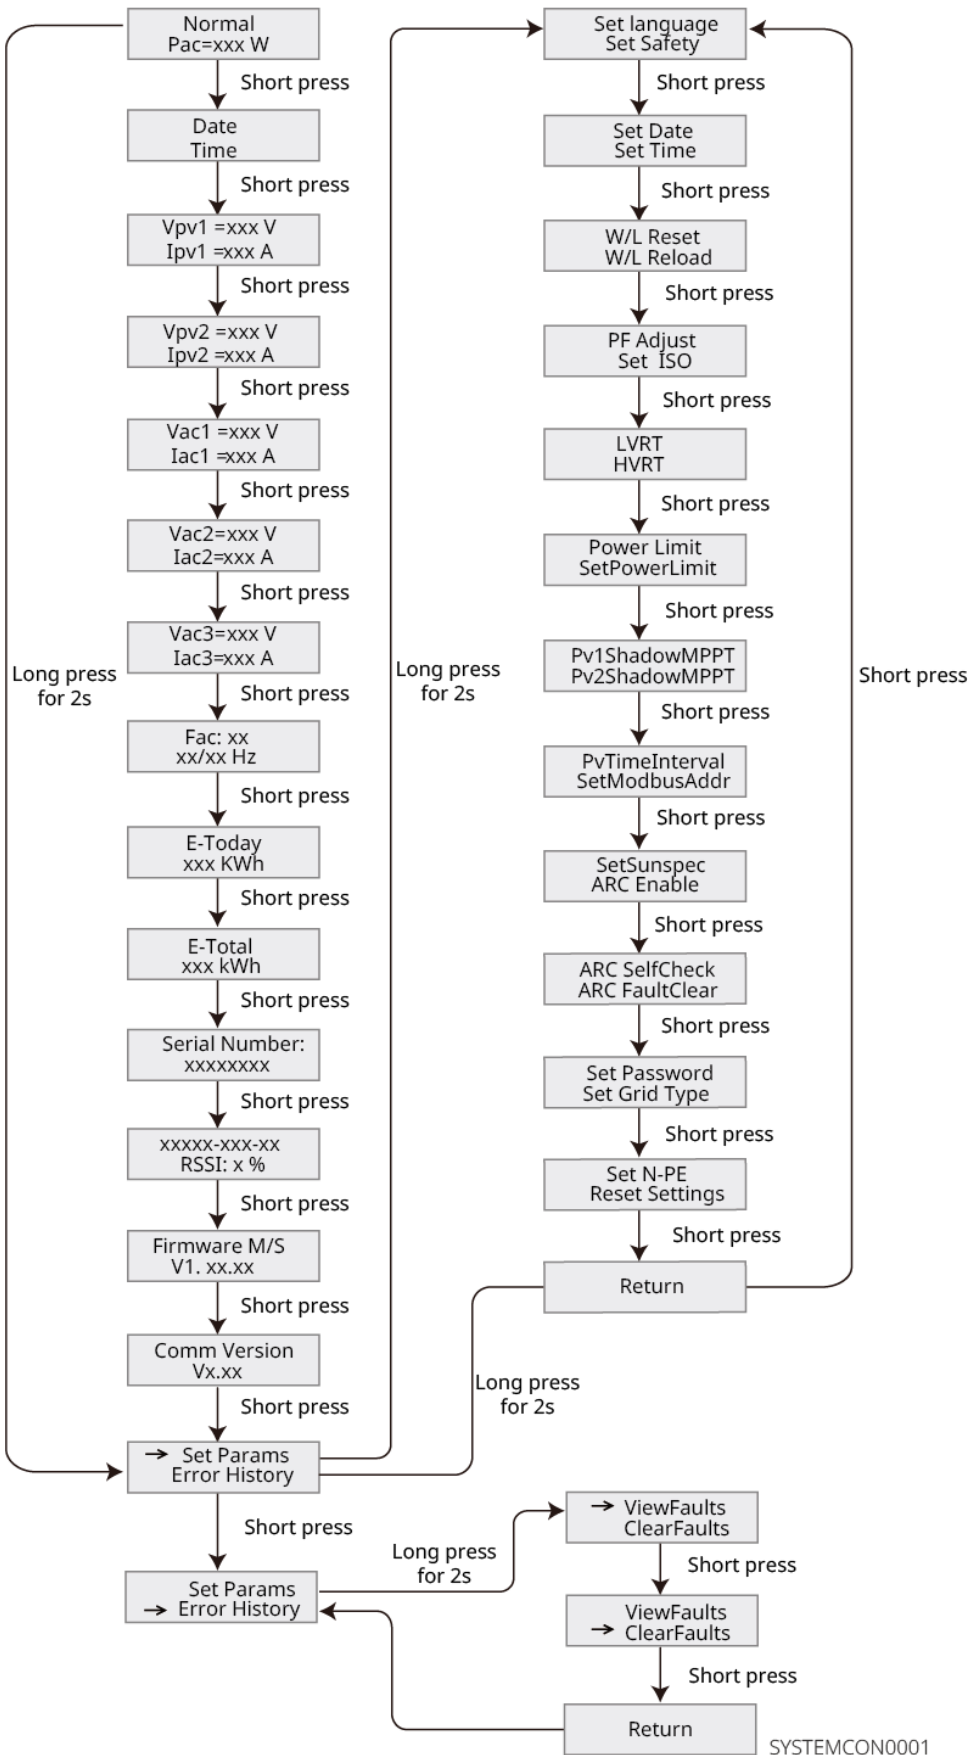 Normal
Pac=xxx W
Short press
Date
Time
Short press
Vpv1 =xxx V
Ipv1 =xxx A
Short press
Vpv2 =xxx V
Ipv2 =xxx A
Short press
Vac1 =xxx V
Iac1 =xxx A
Short press
Vac2=xxx V
Iac2=xxx A
Short press
Vac3=xxx V
Iac3=xxx A
Long press
for 2s
Short press
Fac: xx
xx/xx Hz
Short press
E-Today
xxx KWh
Short press
E-Total
xxx kWh
Short press
Serial Number:
xxxxxxxx
Short press
xxxxx-xxx-xx
RSSI: x %
Short press
Firmware M/S
V1. xx.xx
Short press
Comm Version
Vx.xx
Short press
→ Set Params
Error History
Short press
Set Params
→ Error History
Long press
for 2s
Set language
Set Safety
Short press
Set Date
Set Time
Short press
W/L Reset
W/L Reload
Short press
PF Adjust
Set ISO
Short press
LVRT
HVRT
Short press
Power Limit
SetPowerLimit
Short press
Pv1ShadowMPPT
Pv2ShadowMPPT
Short press
PvTimeInterval
SetModbusAddr
Short press
SetSunspec
ARC Enable
Short press
ARC SelfCheck
ARC FaultClear
Short press
Set Password
Set Grid Type
Short press
Set N-PE
Reset Settings
Short press
Return
Short press
Long press
for 2s
Long press
for 2s
→ ViewFaults
ClearFaults
Short press
ViewFaults
→ ClearFaults
Short press
Return
SYSTEMCON0001